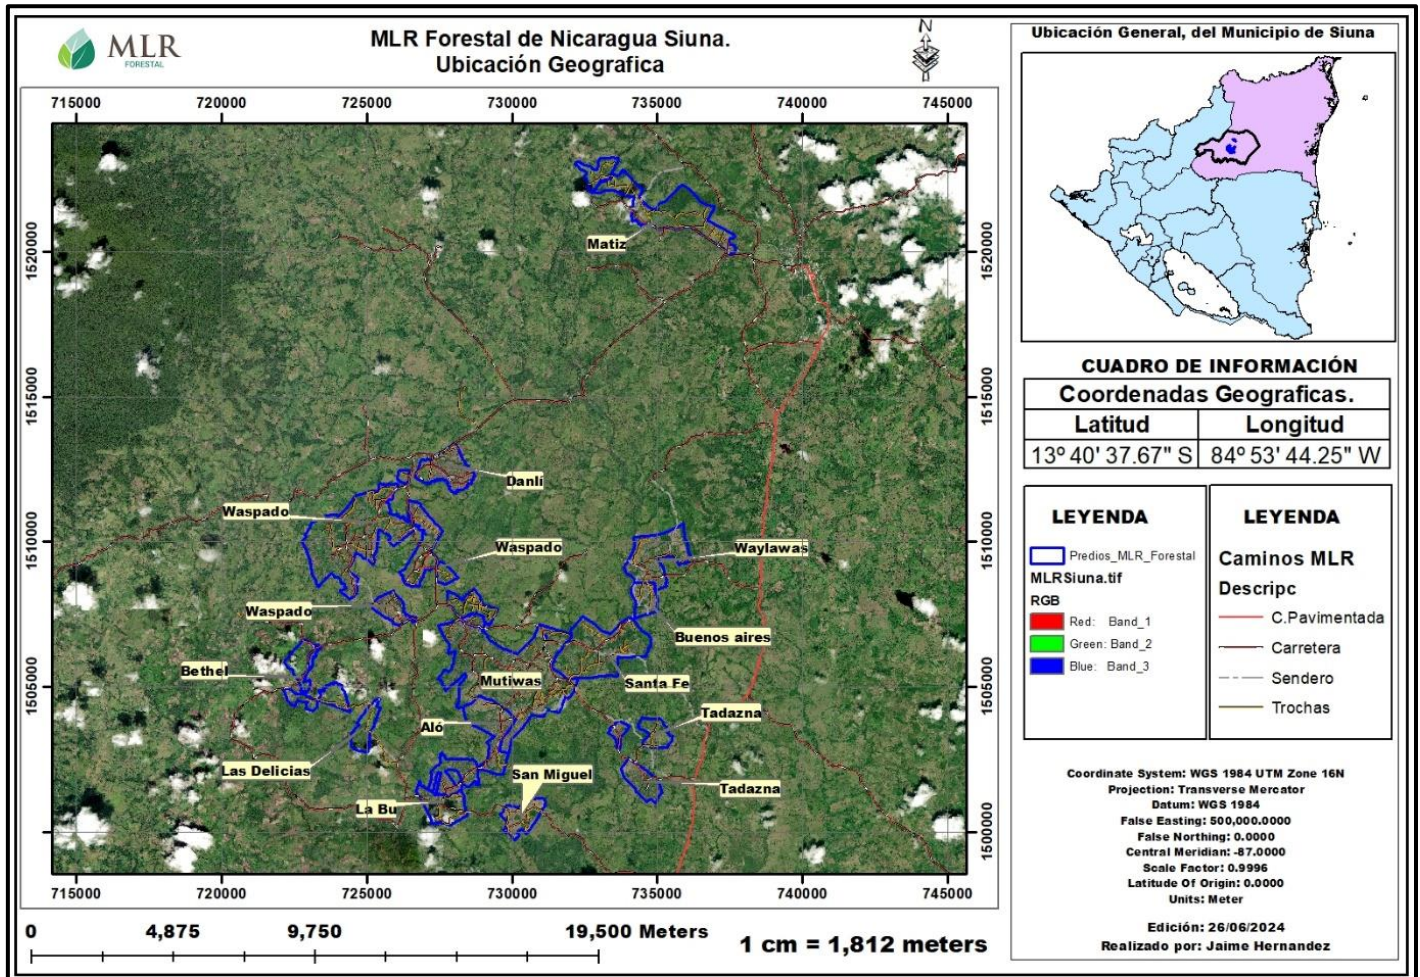 MLR
FORESTAL
MLR Forestal de Nicaragua Siuna.
Ubicación Geografica
N
715000 720000 725000 730000 735000 740000 745000
1520000 1520000
1515000 1515000
1510000 1510000
1505000 1505000
1500000
Matiz
Danlí
Waspado
Waspado
Waylawas
Waspado
Buenos aires
Bethel
Mutiwas
Santa Fe
Tadazna
Aló
Las Delicias
San Miguel
Tadazna
La Bu
715000 720000 725000 730000 735000 740000 745000
0 4,875 9,750 19,500 Meters
1 cm = 1,812 meters
Ubicación General, del Municipio de Siuna
CUADRO DE INFORMACIÓN
Coordenadas Geograficas.
Latitud Longitud
13º 40' 37.67" S 84º 53' 44.25" W
LEYENDA
Predios_MLR_Forestal
MLRSiuna.tif
RGB
Red: Band_1
Green: Band_2
Blue: Band_3
LEYENDA
Caminos MLR
Descripc
C.Pavimentada
Carretera
Sendero
Trochas
Coordinate System: WGS 1984 UTM Zone 16N
Projection: Transverse Mercator
Datum: WGS 1984
False Easting: 500,000.0000
False Northing: 0.0000
Central Meridian: -87.0000
Scale Factor: 0.9996
Latitude Of Origin: 0.0000
Units: Meter
Edición: 26/06/2024
Realizado por: Jaime Hernandez